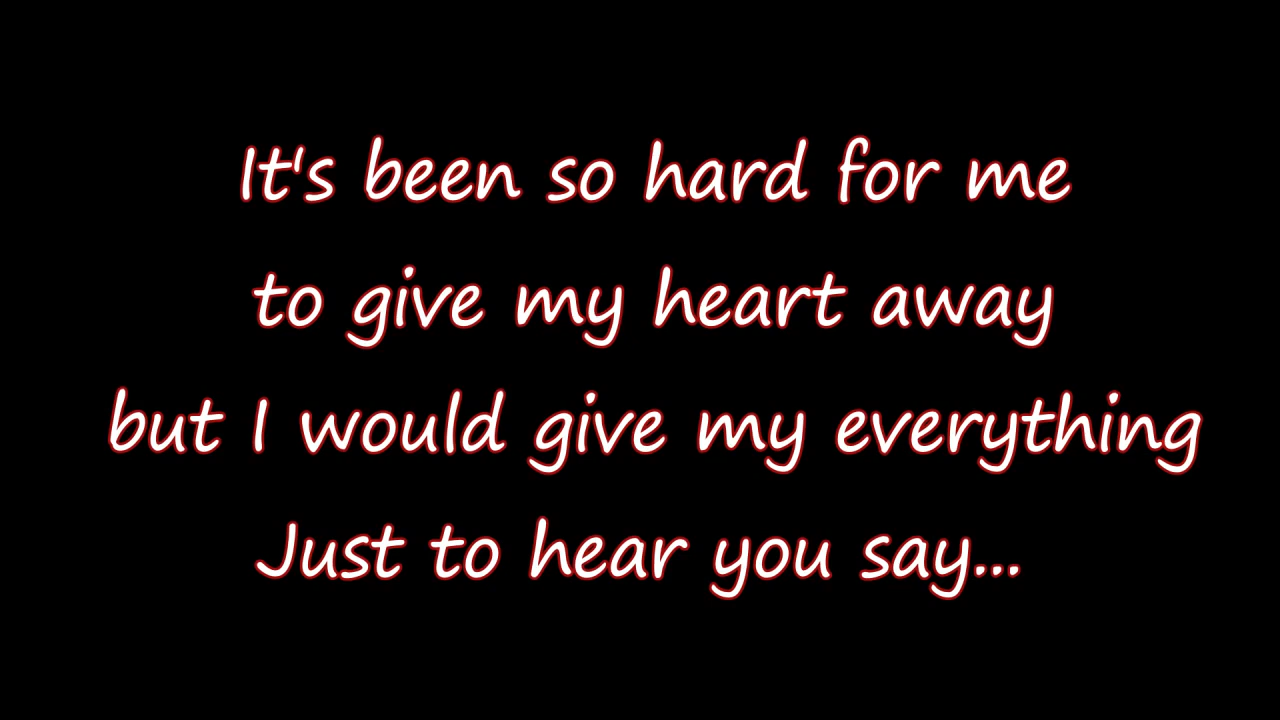 It's been so hard for me
to give my heart away
but I would give my everything
Just to hear you say...